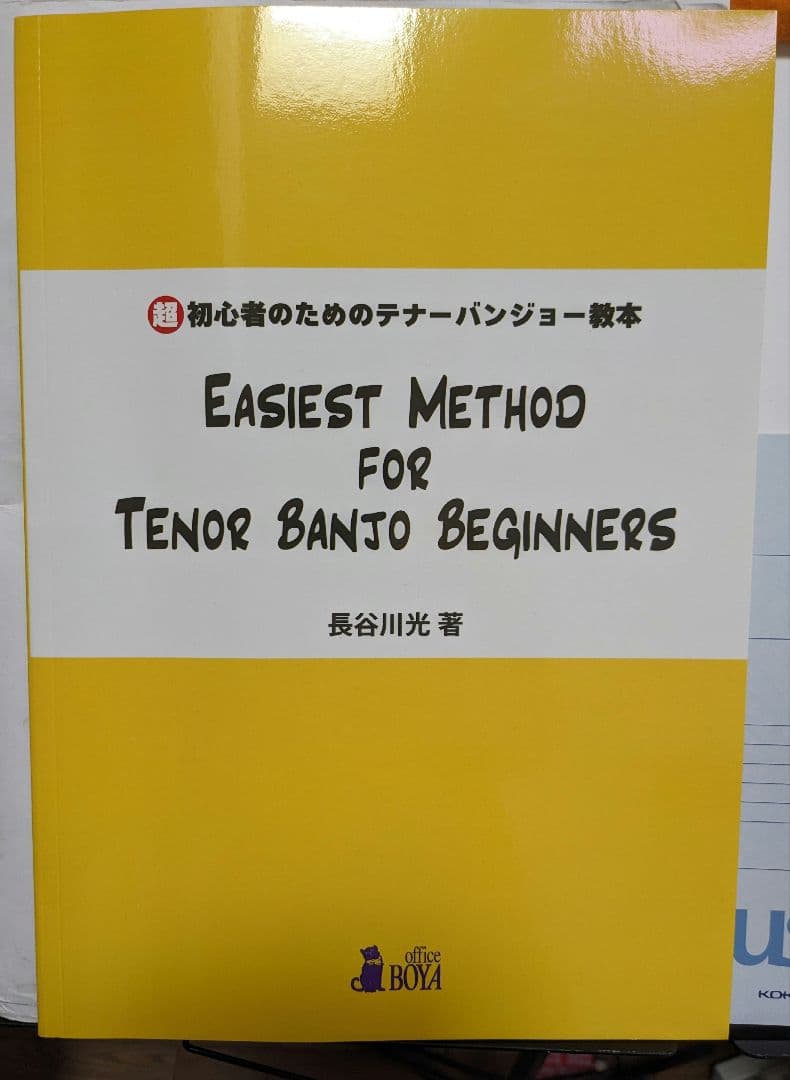 超初心者のためのテナーバンジョー教本
EASIEST METHOD
FOR
TENOR BANJO BEGINNERS
長谷川光 著
office
BOYA